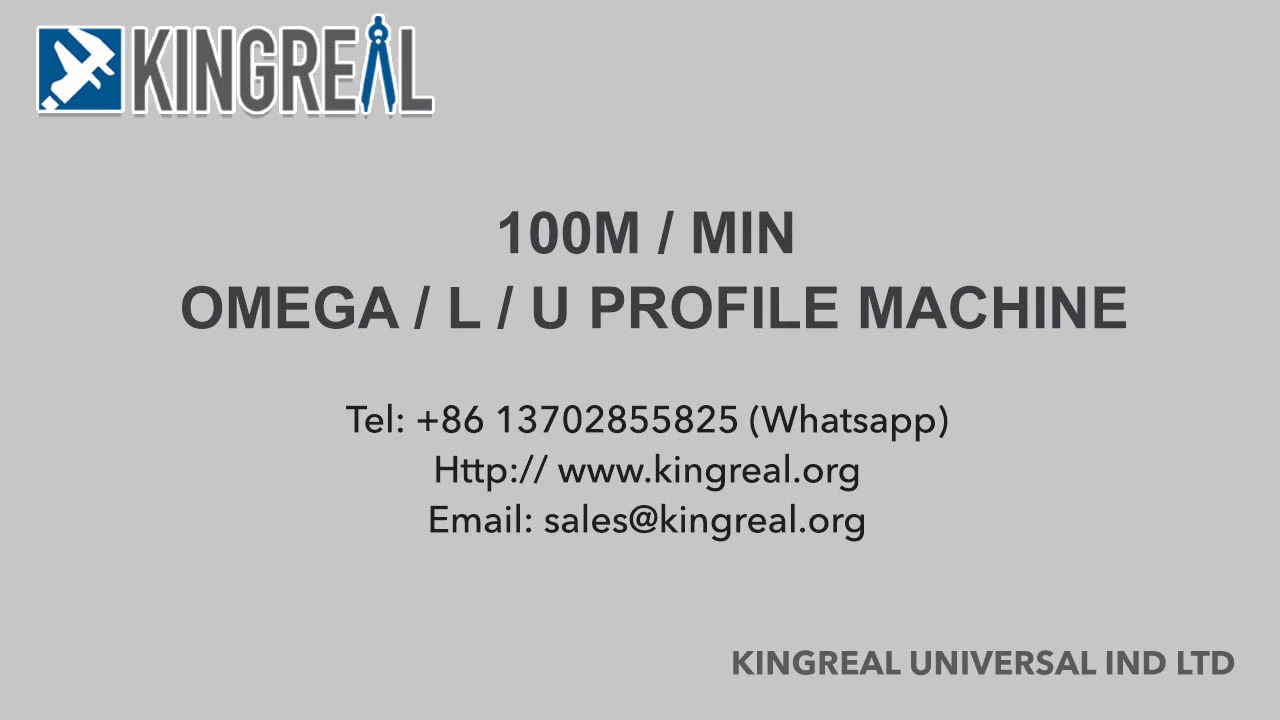 KINGREAL
100M / MIN
OMEGA / L / U PROFILE MACHINE
Tel: +86 13702855825 (Whatsapp)
Http:// www.kingreal.org
Email: sales@kingreal.org
KINGREAL UNIVERSAL IND LTD